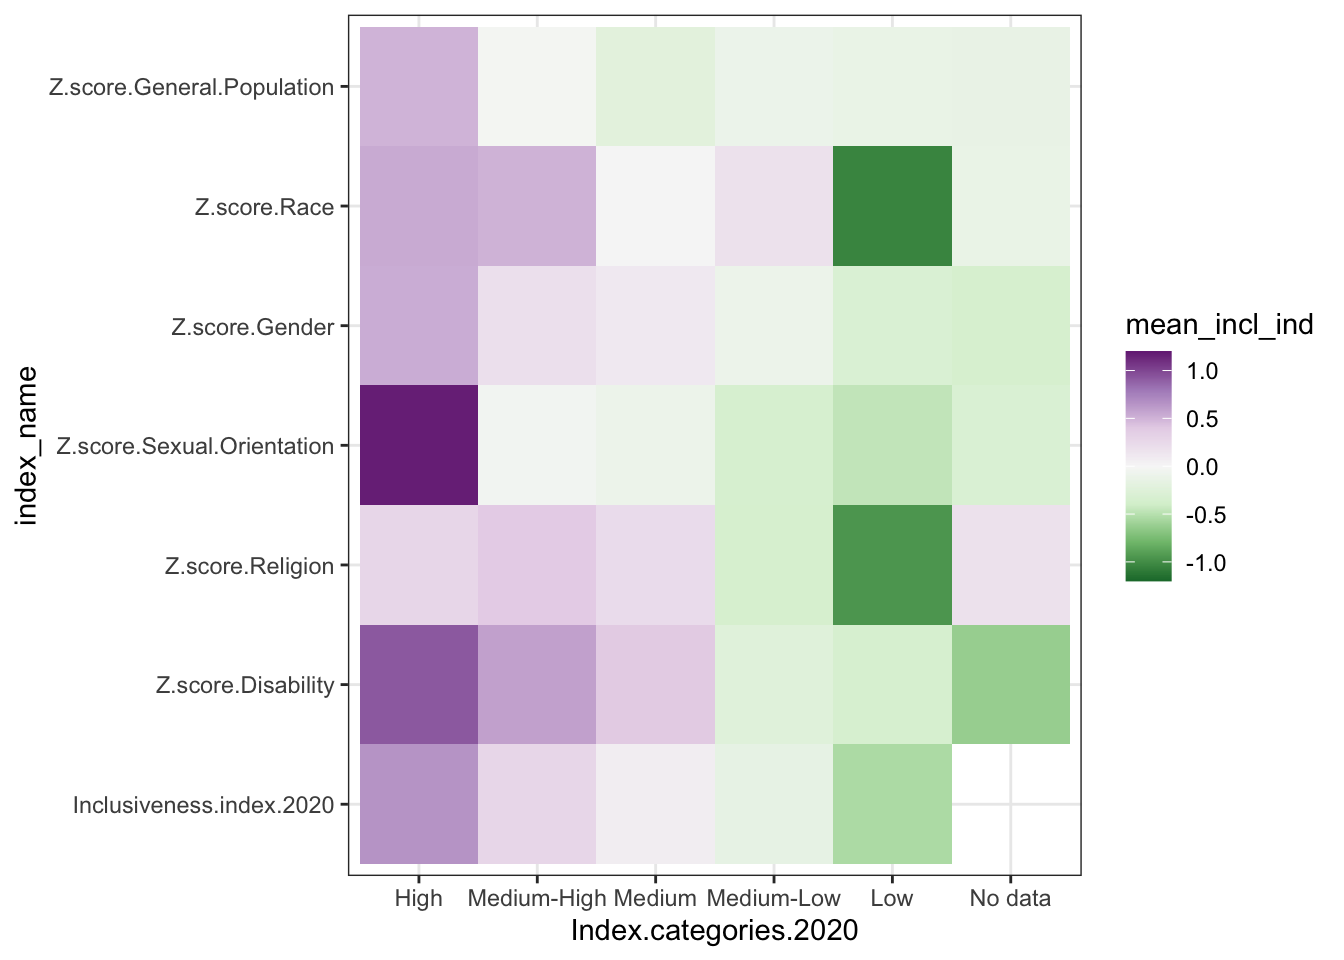 Z.score.General.Population
Z.score.Race
Z.score.Gender
Z.score.Sexual.Orientation
Z.score.Religion
Z.score.Disability
Inclusiveness.index.2020
index_name
High Medium-High Medium Medium-Low Low No data
Index.categories.2020
mean_incl_ind
1.0
0.5
0.0
-0.5
-1.0